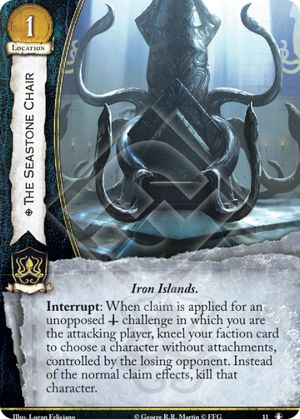 1
LOCATION
THE SEASTONE CHAIR
Iron Islands.
Interrupt: When claim is applied for an
unopposed challenge in which you are
the attacking player, kneel your faction card
to choose a character without attachments,
controlled by the losing opponent. Instead
of the normal claim effects, kill that
character.
Illus. Logan Feliciano
© George R.R. Martin © FFG
11